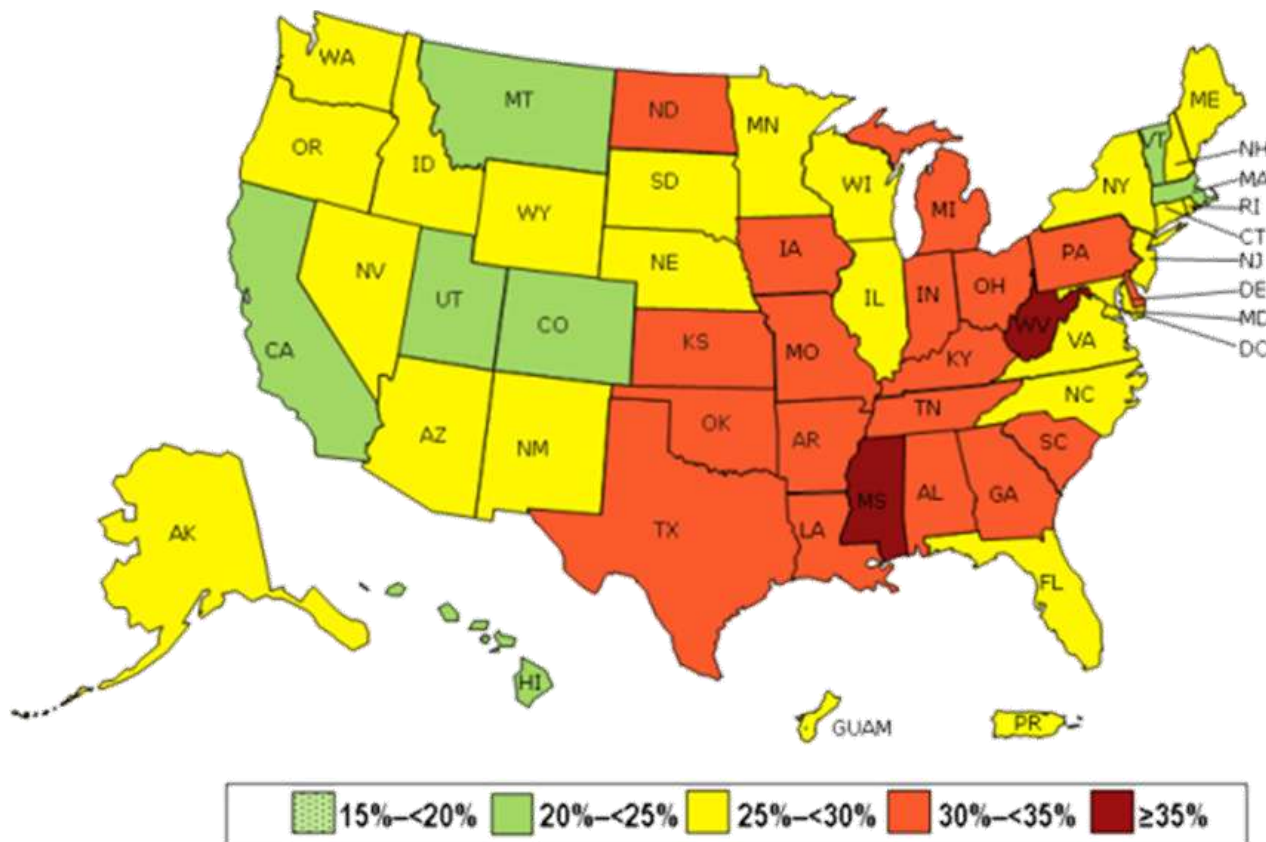 WA
MT
ND
MN
ME
OR
ID
SD
WI
VT
NH
NY
MA
WY
MI
RI
IA
PA
CT
NV
NE
NJ
UT
CO
IL
IN
OH
DE
CA
KS
MO
WV
VA
MD
DC
KY
NC
AZ
NM
OK
AR
TN
SC
MS
AL
GA
TX
LA
AK
FL
HI
GUAM
PR
15%–<20% 20%–<25% 25%–<30% 30%–<35% ≥35%